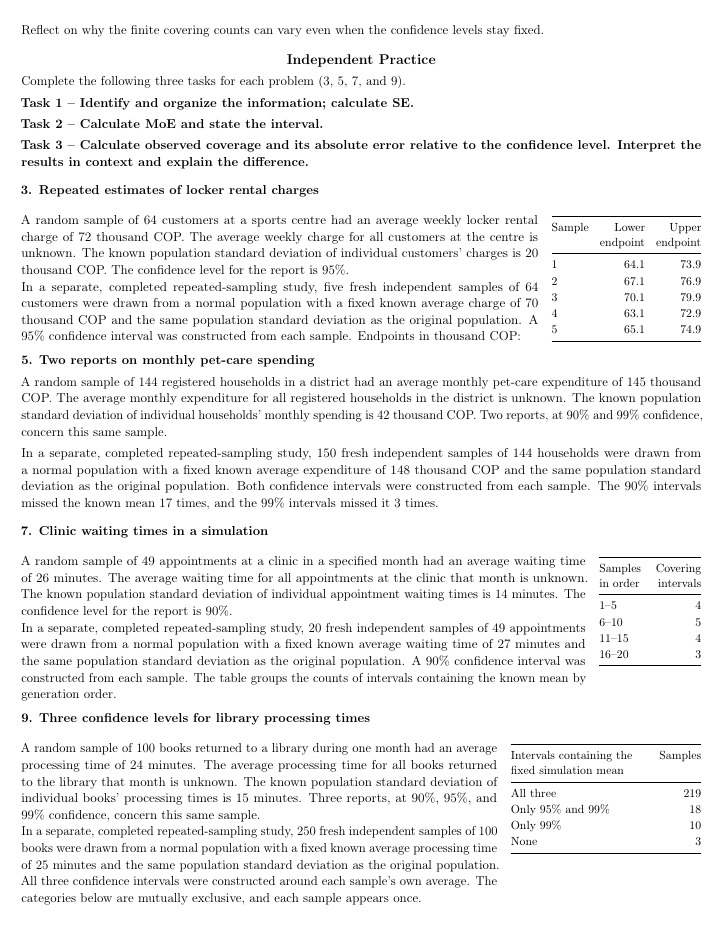 Reflect on why the finite covering counts can vary even when the confidence levels stay fixed.
Independent Practice
Complete the following three tasks for each problem (3, 5, 7, and 9).
Task 1 – Identify and organize the information; calculate SE.
Task 2 – Calculate MoE and state the interval.
Task 3 – Calculate observed coverage and its absolute error relative to the confidence level. Interpret the
results in context and explain the difference.
3. Repeated estimates of locker rental charges
A random sample of 64 customers at a sports centre had an average weekly locker rental
charge of 72 thousand COP. The average weekly charge for all customers at the centre is
unknown. The known population standard deviation of individual customers' charges is 20
thousand COP. The confidence level for the report is 95%.
In a separate, completed repeated-sampling study, five fresh independent samples of 64
customers were drawn from a normal population with a fixed known average charge of 70
thousand COP and the same population standard deviation as the original population. A
95% confidence interval was constructed from each sample. Endpoints in thousand COP:
Sample Lower Upper
endpoint endpoint
1 64.1 73.9
2 67.1 76.9
3 70.1 79.9
4 63.1 72.9
5 65.1 74.9
5. Two reports on monthly pet-care spending
A random sample of 144 registered households in a district had an average monthly pet-care expenditure of 145 thousand
COP. The average monthly expenditure for all registered households in the district is unknown. The known population
standard deviation of individual households' monthly spending is 42 thousand COP. Two reports, at 90% and 99% confidence,
concern this same sample.
In a separate, completed repeated-sampling study, 150 fresh independent samples of 144 households were drawn from
a normal population with a fixed known average expenditure of 148 thousand COP and the same population standard
deviation as the original population. Both confidence intervals were constructed from each sample. The 90% intervals
missed the known mean 17 times, and the 99% intervals missed it 3 times.
7. Clinic waiting times in a simulation
A random sample of 49 appointments at a clinic in a specified month had an average waiting time
of 26 minutes. The average waiting time for all appointments at the clinic that month is unknown.
The known population standard deviation of individual appointment waiting times is 14 minutes. The
confidence level for the report is 90%.
In a separate, completed repeated-sampling study, 20 fresh independent samples of 49 appointments
were drawn from a normal population with a fixed known average waiting time of 27 minutes and
the same population standard deviation as the original population. A 90% confidence interval was
constructed from each sample. The table groups the counts of intervals containing the known mean by
generation order.
Samples Covering
in order intervals
1–5 4
6–10 5
11–15 4
16–20 3
9. Three confidence levels for library processing times
A random sample of 100 books returned to a library during one month had an average
processing time of 24 minutes. The average processing time for all books returned
to the library that month is unknown. The known population standard deviation of
individual books' processing times is 15 minutes. Three reports, at 90%, 95%, and
99% confidence, concern this same sample.
In a separate, completed repeated-sampling study, 250 fresh independent samples of 100
books were drawn from a normal population with a fixed known average processing time
of 25 minutes and the same population standard deviation as the original population.
All three confidence intervals were constructed around each sample's own average. The
categories below are mutually exclusive, and each sample appears once.
Intervals containing the Samples
fixed simulation mean
All three 219
Only 95% and 99% 18
Only 99% 10
None 3